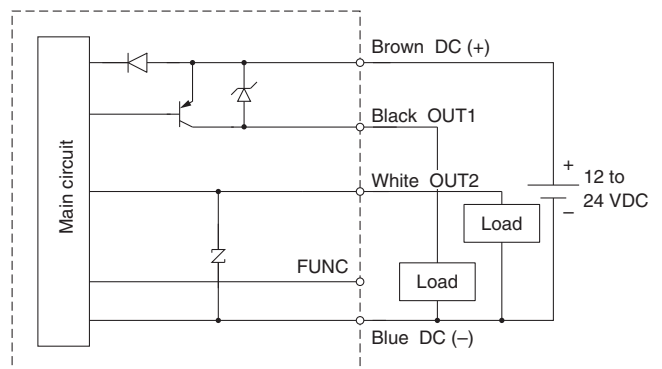 Brown DC (+)
Black OUT1
White OUT2
Main circuit
+
12 to
24 VDC
–
Load
FUNC
Load
Blue DC (–)